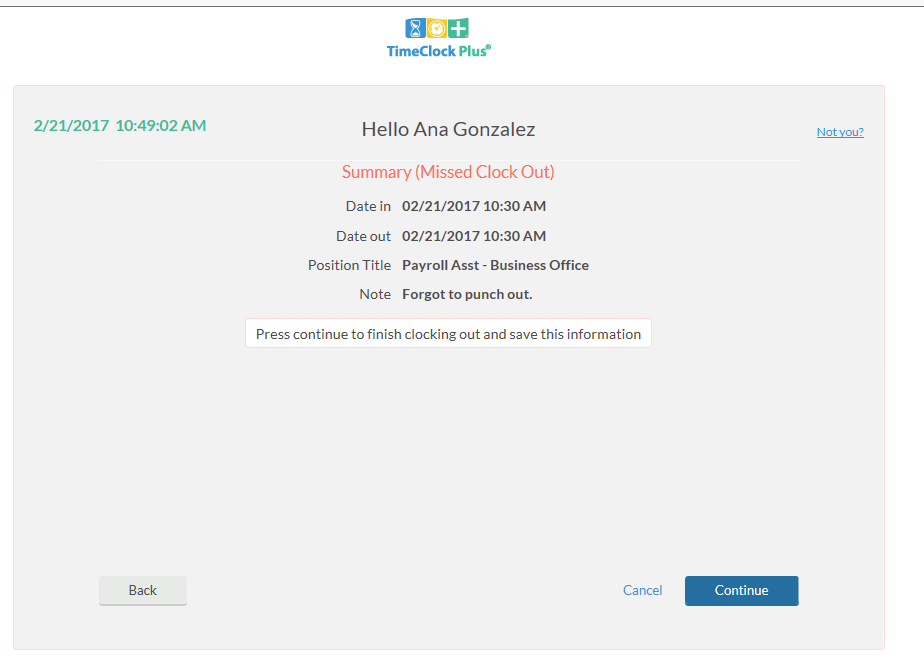 TimeClock Plus®
2/21/2017 10:49:02 AM
Hello Ana Gonzalez
Not you?
Summary (Missed Clock Out)
Date in 02/21/2017 10:30 AM
Date out 02/21/2017 10:30 AM
Position Title Payroll Asst - Business Office
Note Forgot to punch out.
Press continue to finish clocking out and save this information
Back
Cancel
Continue